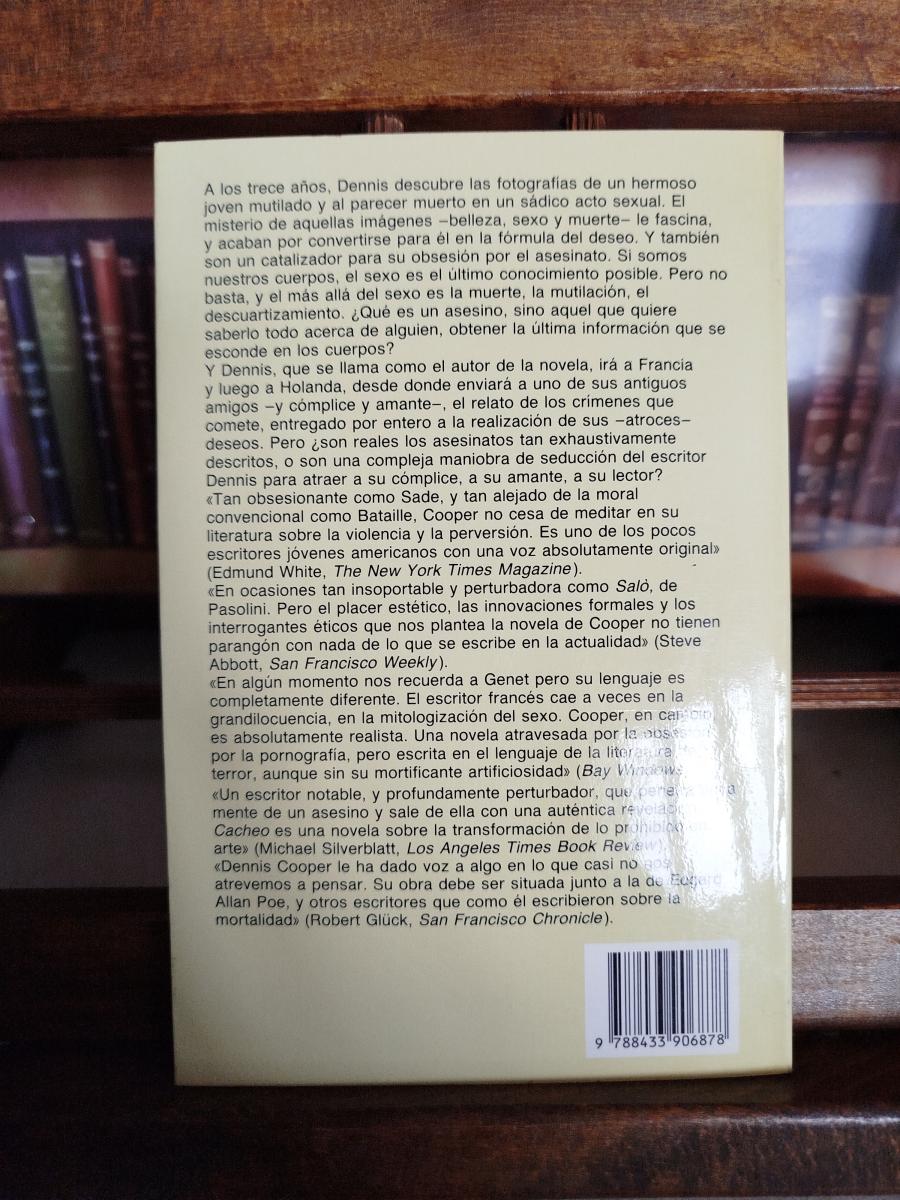 A los trece años, Dennis descubre las fotografías de un hermoso
joven mutilado y al parecer muerto en un sádico acto sexual. El
misterio de aquellas imágenes –belleza, sexo y muerte– le fascina,
y acaban por convertirse para él en la fórmula del deseo. Y también
son un catalizador para su obsesión por el asesinato. Si somos
nuestros cuerpos, el sexo es el último conocimiento posible. Pero no
basta, y el más allá del sexo es la muerte, la mutilación, el
descuartizamiento. ¿Qué es un asesino, sino aquel que quiere
saberlo todo acerca de alguien, obtener la última información que se
esconde en los cuerpos?
Y Dennis, que se llama como el autor de la novela, irá a Francia
y luego a Holanda, desde donde enviará a uno de sus antiguos
amigos –y cómplice y amante–, el relato de los crímenes que
comete, entregado por entero a la realización de sus –atroces–
deseos. Pero ¿son reales los asesinatos tan exhaustivamente
descritos, o son una compleja maniobra de seducción del escritor
Dennis para atraer a su cómplice, a su amante, a su lector?
«Tan obsesionante como Sade, y tan alejado de la moral
convencional como Bataille, Cooper no cesa de meditar en su
literatura sobre la violencia y la perversión. Es uno de los pocos
escritores jóvenes americanos con una voz absolutamente original»
(Edmund White, The New York Times Magazine).
«En ocasiones tan insoportable y perturbadora como Salò, de
Pasolini. Pero el placer estético, las innovaciones formales y los
interrogantes éticos que nos plantea la novela de Cooper no tienen
parangón con nada de lo que se escribe en la actualidad» (Steve
Abbott, San Francisco Weekly).
«En algún momento nos recuerda a Genet pero su lenguaje es
completamente diferente. El escritor francés cae a veces en la
grandilocuencia, en la mitologización del sexo. Cooper, en cambio,
es absolutamente realista. Una novela atravesada por la obsesión
por la pornografía, pero escrita en el lenguaje de la literatura
terror, aunque sin su mortificante artificiosidad» (Bay Windows
«Un escritor notable, y profundamente perturbador, que
mente de un asesino y sale de ella con una auténtica revelación
Cacheo es una novela sobre la transformación de lo prohibido en
arte» (Michael Silverblatt, Los Angeles Times Book Review).
«Dennis Cooper le ha dado voz a algo en lo que casi no nos
atrevemos a pensar. Su obra debe ser situada junto a la de Edgard
Allan Poe, y otros escritores que como él escribieron sobre la
mortalidad» (Robert Glück, San Francisco Chronicle).
9 788433 906878